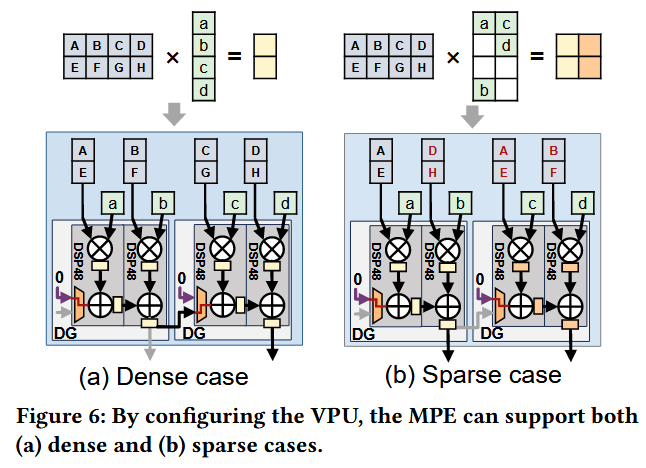 a
a c
A B C D
b
A B C D
d
× =
× =
E F G H
c
E F G H
d
b
A B C D
A D A B
E F G H
E H E F
a b c d
a b c d
DSP48 DSP48 DSP48 DSP48
DSP48 DSP48 DSP48 DSP48
0 0
0 0
DG DG
DG DG
(a) Dense case
(b) Sparse case
Figure 6: By configuring the VPU, the MPE can support both
(a) dense and (b) sparse cases.